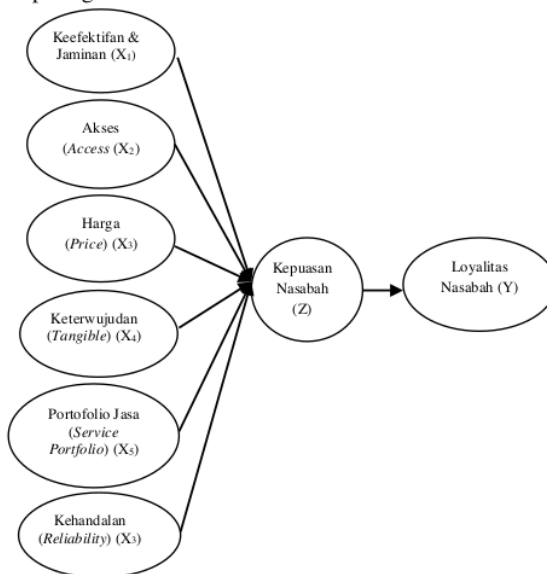 Keefektifan &
Jaminan (X1)
Akses
(Access (X2)
Harga
(Price) (X3)
Keterwujudan
(Tangible) (X4)
Portofolio Jasa
(Service
Portfolio) (X5)
Kehandalan
(Reliability) (X3)
Kepuasan
Nasabah
(Z)
Loyalitas
Nasabah (Y)